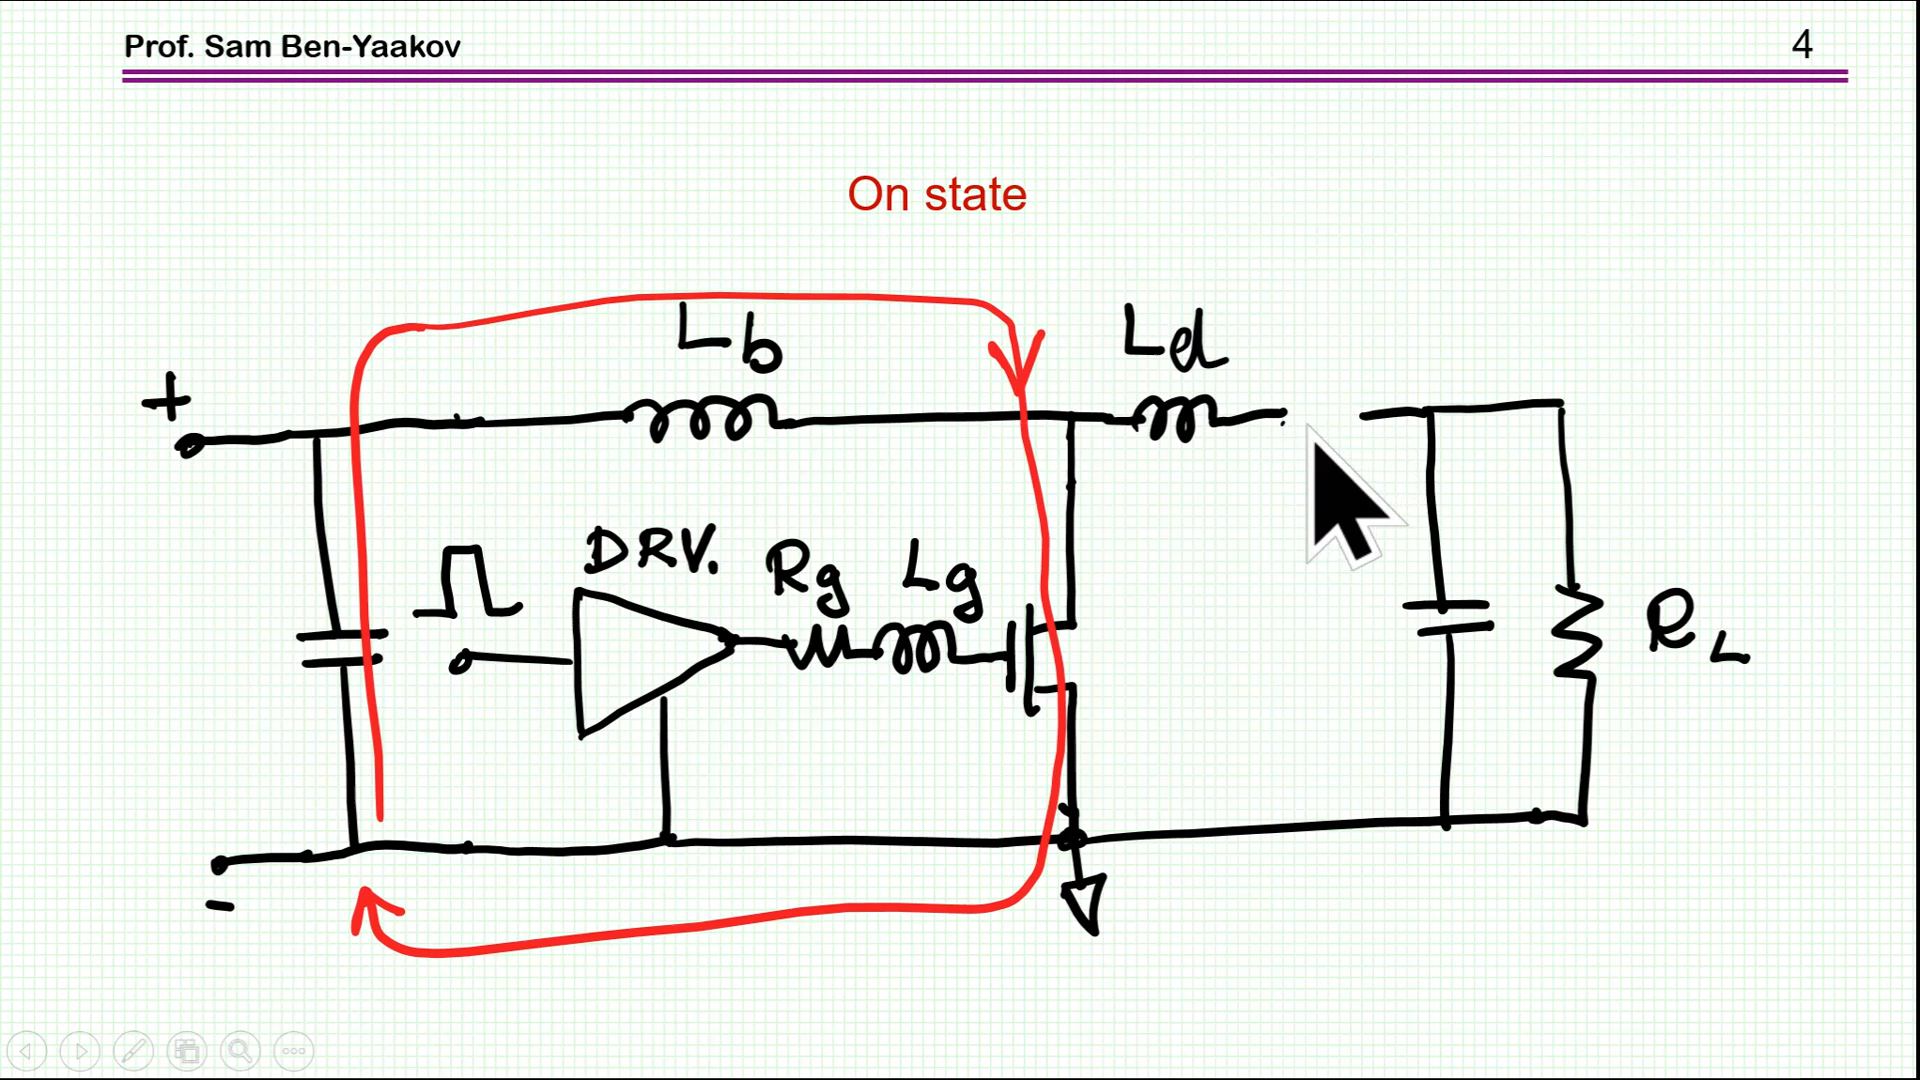 Prof. Sam Ben-Yaakov
4
On state
Lb
Ld
+
DRV.
Rg
Lg
RL
-